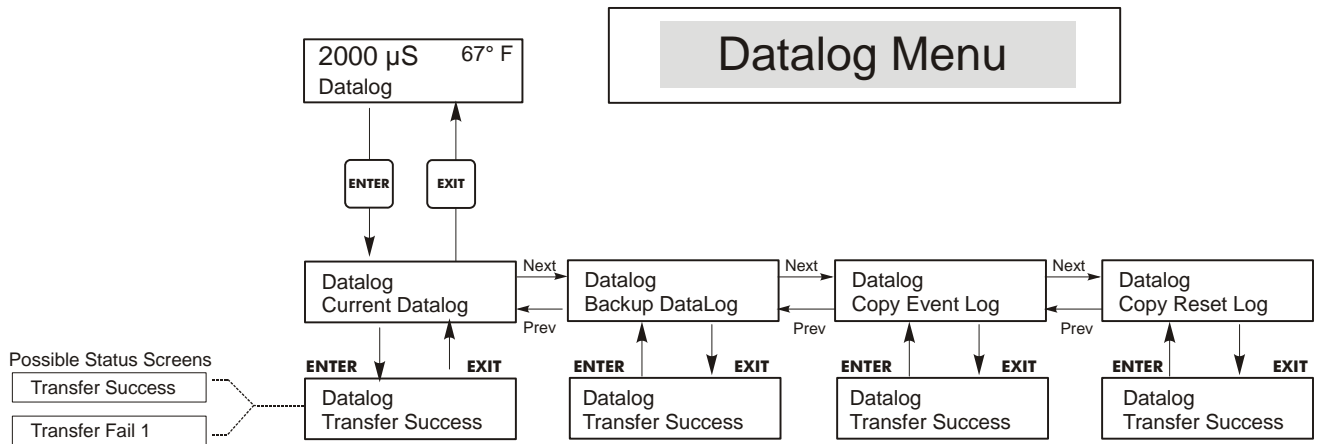 Datalog Menu
2000 µS 67° F
Datalog
ENTER
EXIT
Datalog
Current Datalog
Next
Prev
Datalog
Backup DataLog
Next
Prev
Datalog
Copy Event Log
Next
Prev
Datalog
Copy Reset Log
Possible Status Screens
Transfer Success
Transfer Fail 1
ENTER EXIT
Datalog
Transfer Success
ENTER EXIT
Datalog
Transfer Success
ENTER EXIT
Datalog
Transfer Success
ENTER EXIT
Datalog
Transfer Success